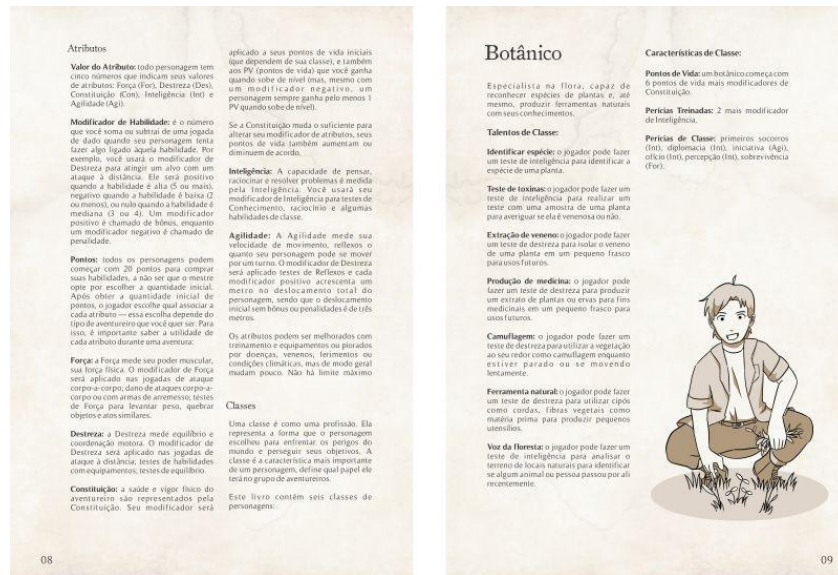 Atributos
Valor do Atributo: todo personagem tem
cinco números que indicam seus valores
de atributos: Força (For), Destreza (Des),
Constituição (Con), Inteligência (Int) e
Agilidade (Agi).
Modificador de Habilidade: é o número
que você soma ou subtrai de uma jogada
de dado quando seu personagem tenta
fazer algo ligado àquela habilidade. Por
exemplo, você usará o modificador de
Destreza para atingir um alvo com um
ataque à distância. Ele será positivo
quando a habilidade é alta (5 ou mais),
negativo quando a habilidade é baixa (2
ou menos), ou nulo quando a habilidade é
mediana (3 ou 4). Um modificador
positivo é chamado de bônus, enquanto
um modificador negativo é chamado de
penalidade.
Pontos: todos os personagens podem
começar com 20 pontos para comprar
suas habilidades, a não ser que o mestre
opte por escolher a quantidade inicial.
Após obter a quantidade inicial de
pontos, o jogador escolhe qual associar a
cada atributo — essa escolha depende do
tipo de aventureiro que você quer ser. Para
isso, é importante saber a utilidade de
cada atributo durante uma aventura:
Força: a Força mede seu poder muscular,
sua força física. O modificador de Força
será aplicado nas jogadas de ataque
corpo-a-corpo; dano de ataques corpo-a-
corpo ou com armas de arremesso; testes
de Força para levantar peso, quebrar
objetos e atos similares.
Destreza: a Destreza mede equilíbrio e
coordenação motora. O modificador de
Destreza será aplicado nas jogadas de
ataque à distância; testes de habilidades
com equipamentos; testes de equilíbrio.
Constituição: a saúde e vigor físico do
aventureiro são representados pela
Constituição. Seu modificador será
aplicado a seus pontos de vida iniciais
(que dependem de sua classe), e também
aos PV (pontos de vida) que você ganha
quando sobe de nível (mas, mesmo com
um modificador negativo, um
personagem sempre ganha pelo menos 1
PV quando sobe de nível).
Se a Constituição muda o suficiente para
alterar seu modificador de atributos, seus
pontos de vida também aumentam ou
diminuem de acordo.
Inteligência: A capacidade de pensar,
raciocinar e resolver problemas é medida
pela Inteligência. Você usará seu
modificador de Inteligência para testes de
Conhecimento, raciocínio e algumas
habilidades de classe.
Agilidade: A Agilidade mede sua
velocidade de movimento, reflexos o
quanto seu personagem pode se mover
por um turno. O modificador de Destreza
será aplicado testes de Reflexos e cada
modificador positivo acrescenta um
metro no deslocamento total do
personagem, sendo que o deslocamento
inicial sem bônus ou penalidades é de três
metros.
Os atributos podem ser melhorados com
treinamento e equipamentos ou piorados
por doenças, venenos, ferimentos ou
condições climáticas, mas de modo geral
mudam pouco. Não há limite máximo
Classes
Uma classe é como uma profissão. Ela
representa a forma que o personagem
escolheu para enfrentar os perigos do
mundo e perseguir seus objetivos. A
classe é a característica mais importante
de um personagem, define qual papel ele
terá no grupo de aventureiros.
Este livro contém seis classes de
personagens:
08
Botânico
Especialista na flora, capaz de
reconhecer espécies de plantas e, até
mesmo, produzir ferramentas naturais
com seus conhecimentos.
Talentos de Classe:
Identificar espécie: o jogador pode fazer
um teste de inteligência para identificar a
espécie de uma planta.
Teste de toxinas: o jogador pode fazer um
teste de inteligência para realizar um
teste com uma amostra de uma planta
para averiguar se ela é venenosa ou não.
Extração de veneno: o jogador pode fazer
um teste de destreza para isolar o veneno
de uma planta em um pequeno frasco
para usos futuros.
Produção de medicina: o jogador pode
fazer um teste de destreza para produzir
um extrato de plantas ou ervas para fins
medicinais em um pequeno frasco para
usos futuros.
Camuflagem: o jogador pode fazer um
teste de destreza para utilizar a vegetação
ao seu redor como camuflagem enquanto
estiver parado ou se movendo
lentamente.
Ferramenta natural: o jogador pode fazer
um teste de destreza para utilizar cipós
como cordas, fibras vegetais como
matéria prima para produzir pequenos
utensílios.
Voz da floresta: o jogador pode fazer um
teste de inteligência para analisar o
terreno de locais naturais para identificar
se algum animal ou pessoa passou por ali
recentemente.
Características de Classe:
Pontos de Vida: um botânico começa com
6 pontos de vida mais modificadores de
Constituição.
Perícias Treinadas: 2 mais modificador
de Inteligência.
Perícias de Classe: primeiros socorros
(Int), diplomacia (Int), iniciativa (Agi),
ofício (Int), percepção (Int), sobrevivência
(For).
09